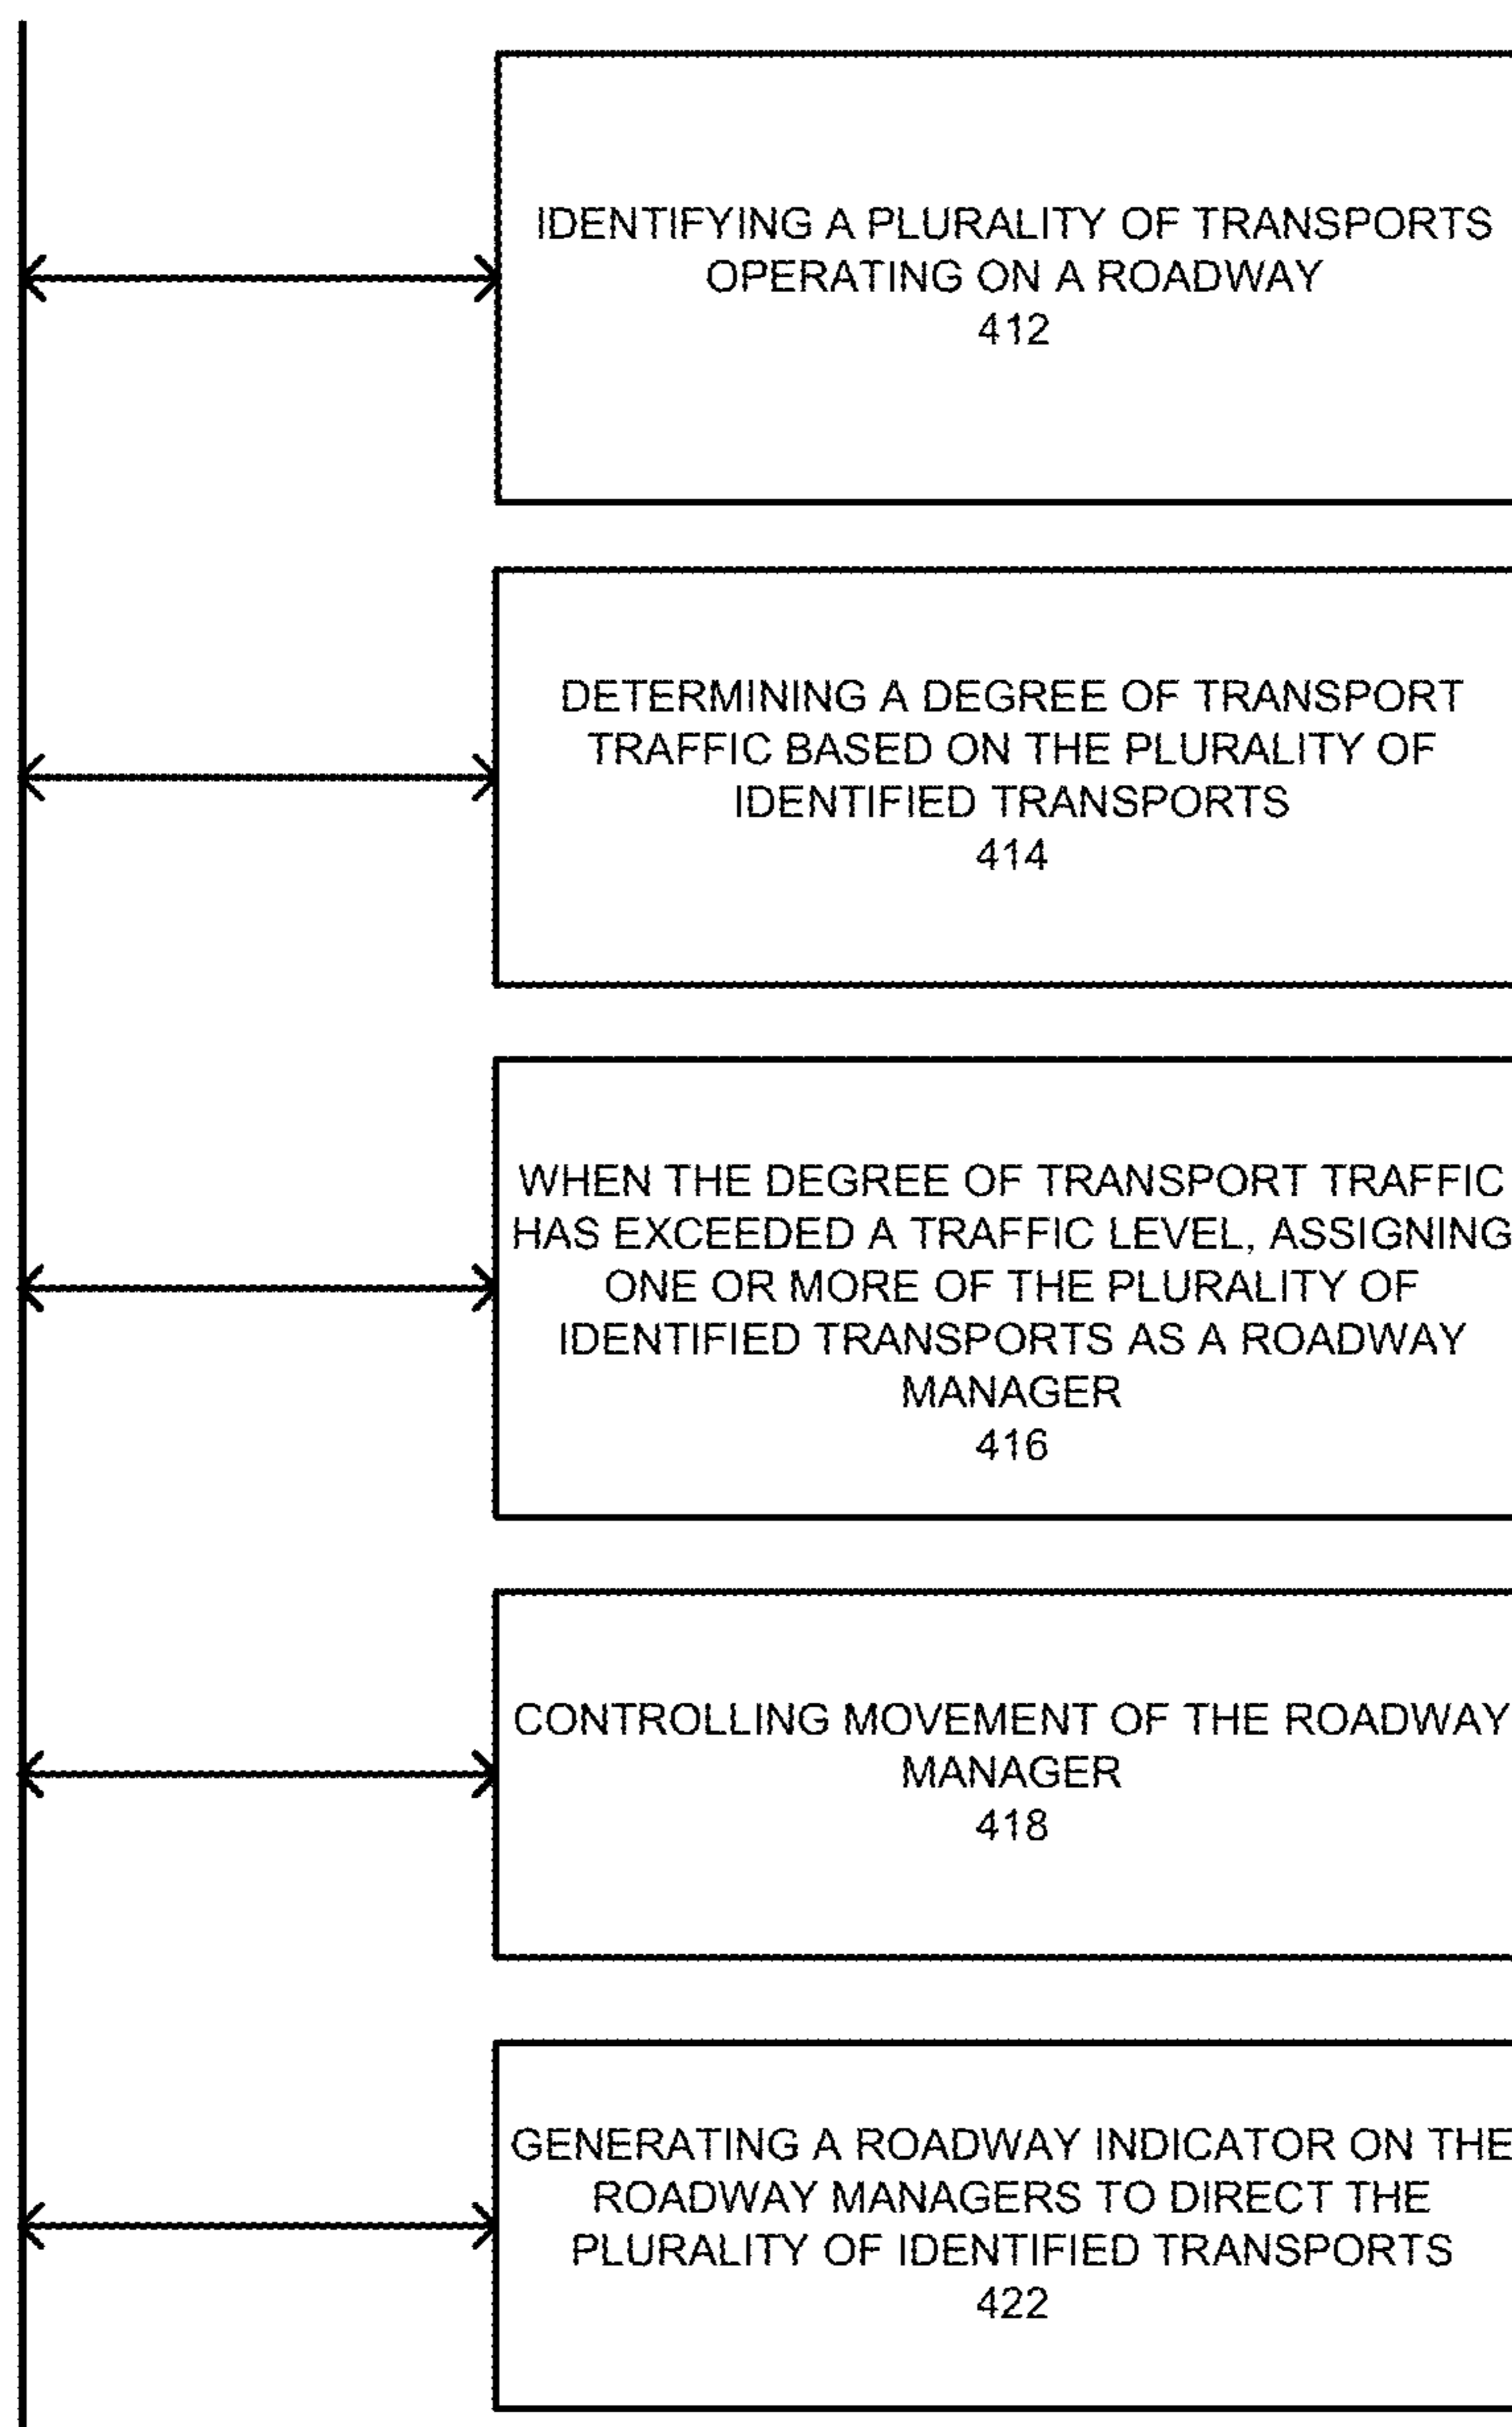 IDENTIFYING A PLURALITY OF TRANSPORTS
OPERATING ON A ROADWAY
412
DETERMINING A DEGREE OF TRANSPORT
TRAFFIC BASED ON THE PLURALITY OF
IDENTIFIED TRANSPORTS
414
WHEN THE DEGREE OF TRANSPORT TRAFFIC
HAS EXCEEDED A TRAFFIC LEVEL, ASSIGNING
ONE OR MORE OF THE PLURALITY OF
IDENTIFIED TRANSPORTS AS A ROADWAY
MANAGER
416
CONTROLLING MOVEMENT OF THE ROADWAY
MANAGER
418
GENERATING A ROADWAY INDICATOR ON THE
ROADWAY MANAGERS TO DIRECT THE
PLURALITY OF IDENTIFIED TRANSPORTS
422